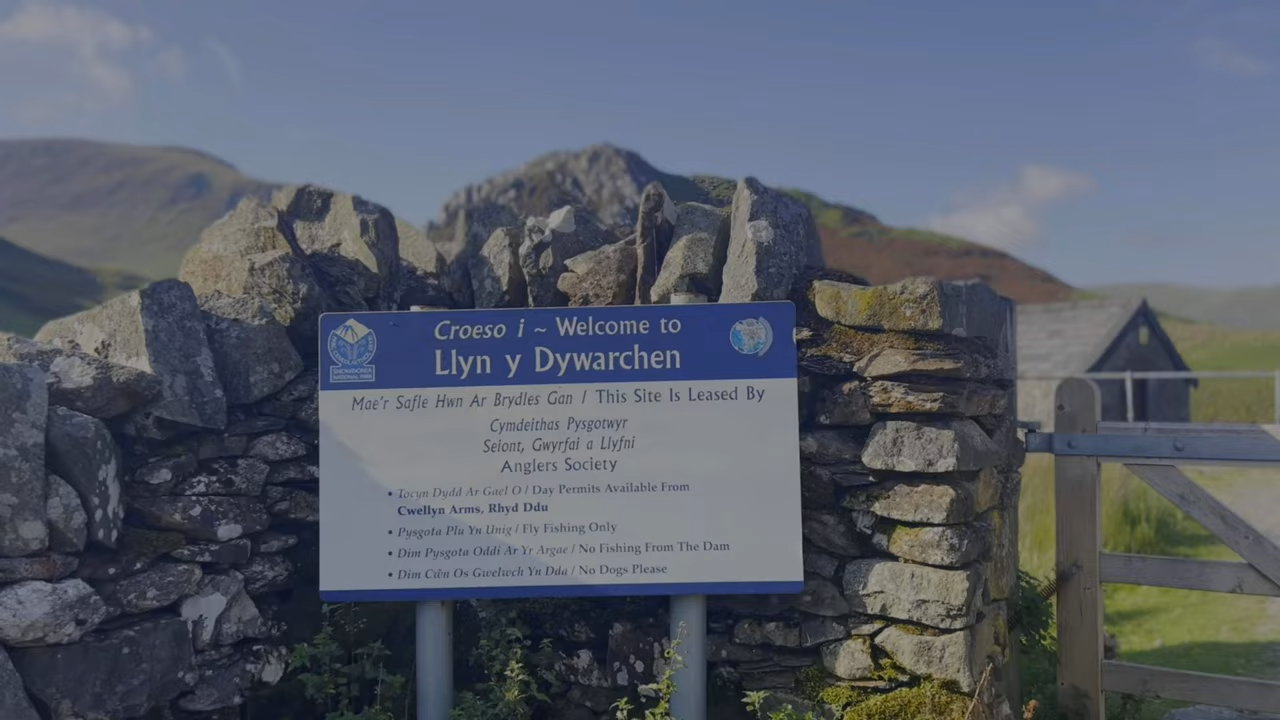 Croeso i ~ Welcome to
Llyn y Dywarchen
SNOWDONIA
NATIONAL PARK
Mae'r Safle Hwn Ar Brydles Gan / This Site Is Leased By
Cymdeithas Pysgotwyr
Seiont, Gwyrfai a Llyfni
Anglers Society
• Tocyn Dydd Ar Gael O / Day Permits Available From
Cwellyn Arms, Rhyd Ddu
• Pysgota Plu Yn Unig / Fly Fishing Only
• Dim Pysgota Oddi Ar Yr Argae / No Fishing From The Dam
• Dim Cŵn Os Gwelwch Yn Dda / No Dogs Please